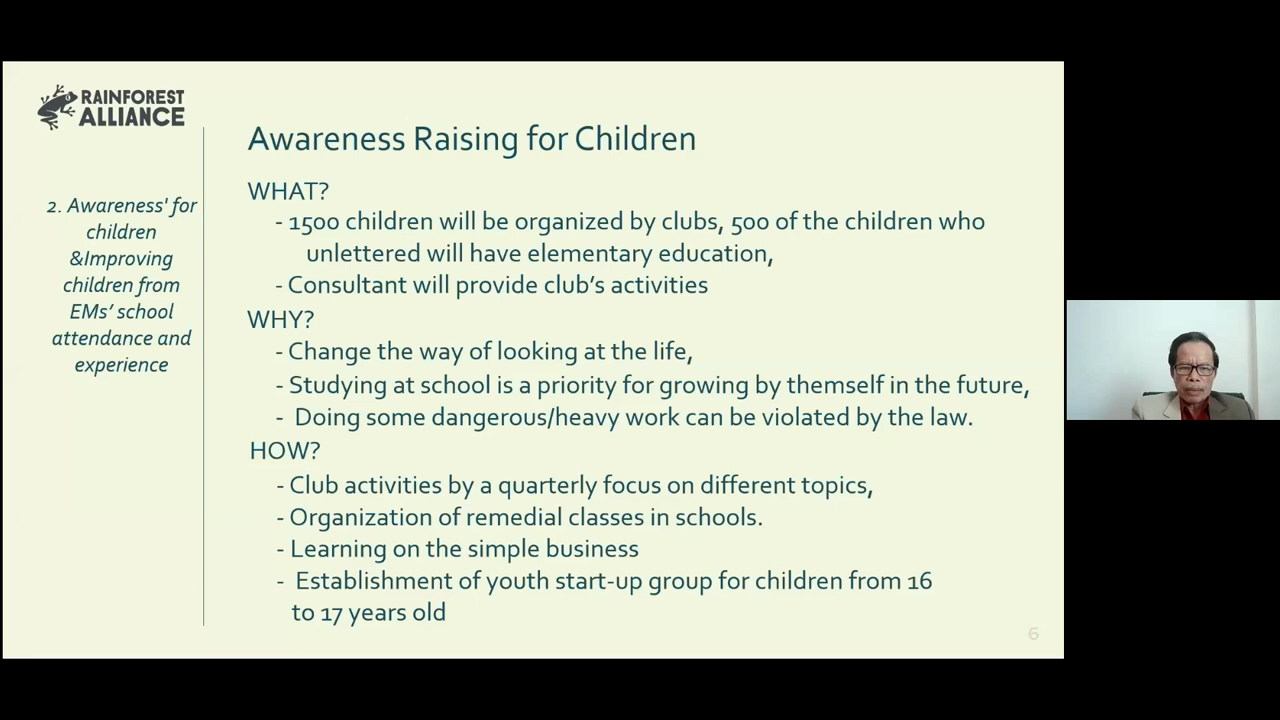 RAINFOREST
ALLIANCE
2. Awareness' for
children
&Improving
children from
EMs’ school
attendance and
experience
Awareness Raising for Children
WHAT?
- 1500 children will be organized by clubs, 500 of the children who
unlettered will have elementary education,
- Consultant will provide club’s activities
WHY?
- Change the way of looking at the life,
- Studying at school is a priority for growing by themself in the future,
- Doing some dangerous/heavy work can be violated by the law.
HOW?
- Club activities by a quarterly focus on different topics,
- Organization of remedial classes in schools.
- Learning on the simple business
- Establishment of youth start-up group for children from 16
to 17 years old
6